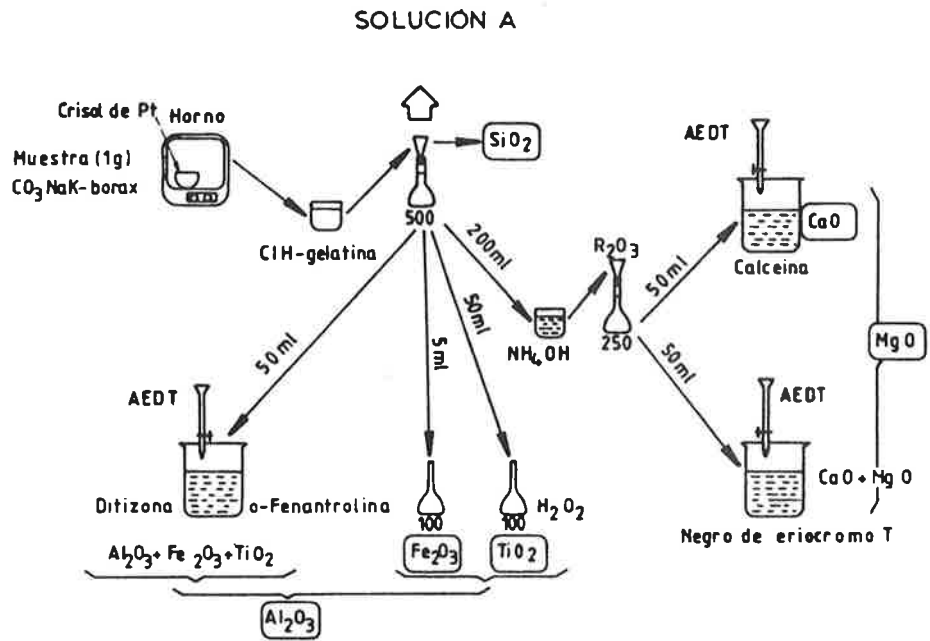 SOLUCIÓN A
Crisal de Pt
Horno
Muestra (1g)
CO3NaK-borax
ClH-gelatina
500
SiO2
200ml
50ml
5ml
50ml
NH4OH
R2O3
250
50ml
50ml
AEDT
CaO
Calceina
MgO
AEDT
CaO+MgO
Negro de eriocromo T
AEDT
Ditizona
o-Fenantrolina
100
100
H2O2
Al2O3+Fe2O3+TiO2
Fe2O3
TiO2
Al2O3